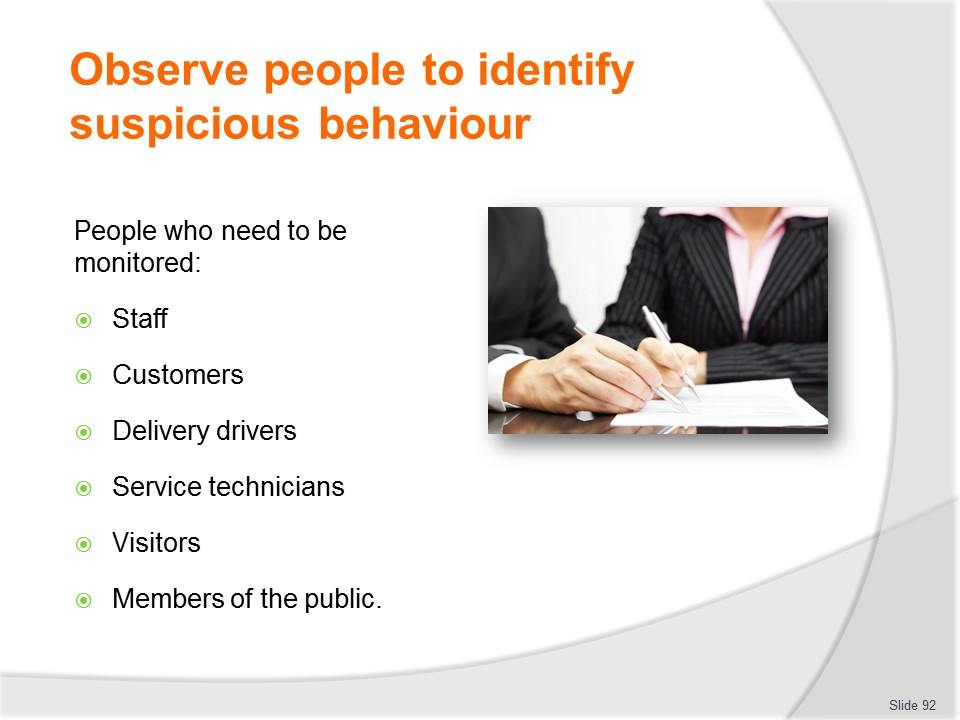 Observe people to identify
suspicious behaviour
People who need to be
monitored:
Staff
Customers
Delivery drivers
Service technicians
Visitors
Members of the public.
Slide 92